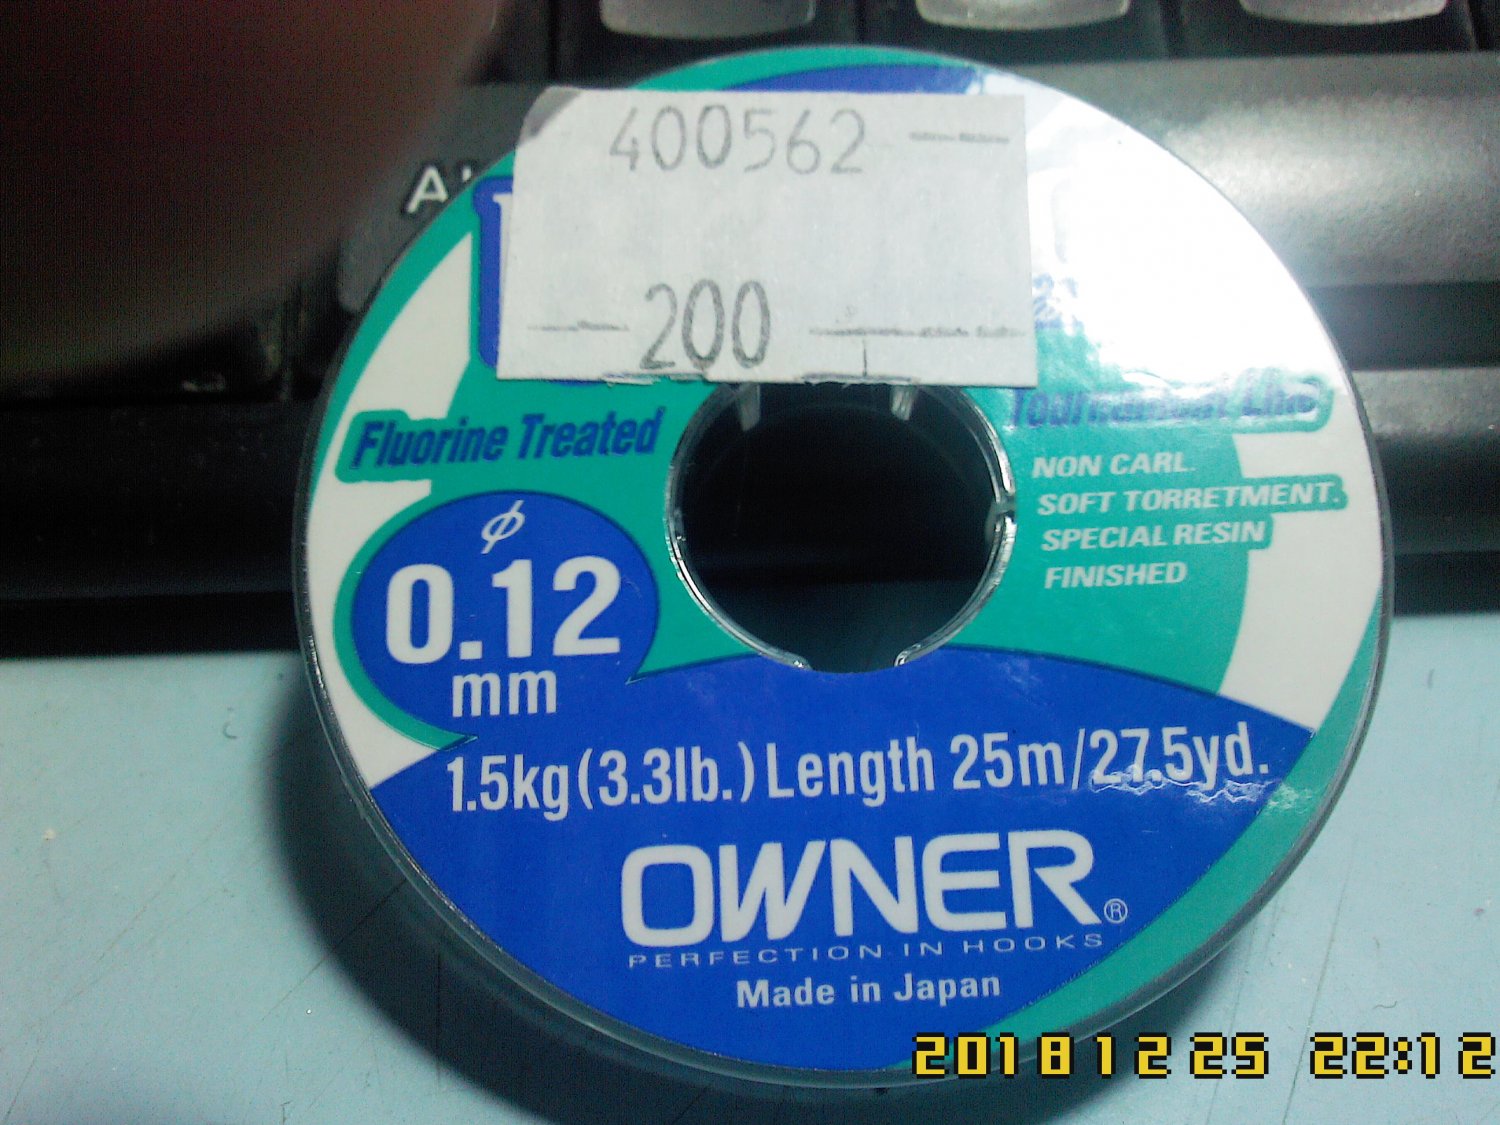 400562
200
Fluorine Treated
Tournament Line
NON CARL.
SOFT TORRETMENT.
SPECIAL RESIN
FINISHED
ϕ
0.12
mm
1.5kg(3.3lb.) Length 25m/27.5yd.
OWNER®
PERFECTION IN HOOKS
Made in Japan
2018 12 25 22:12